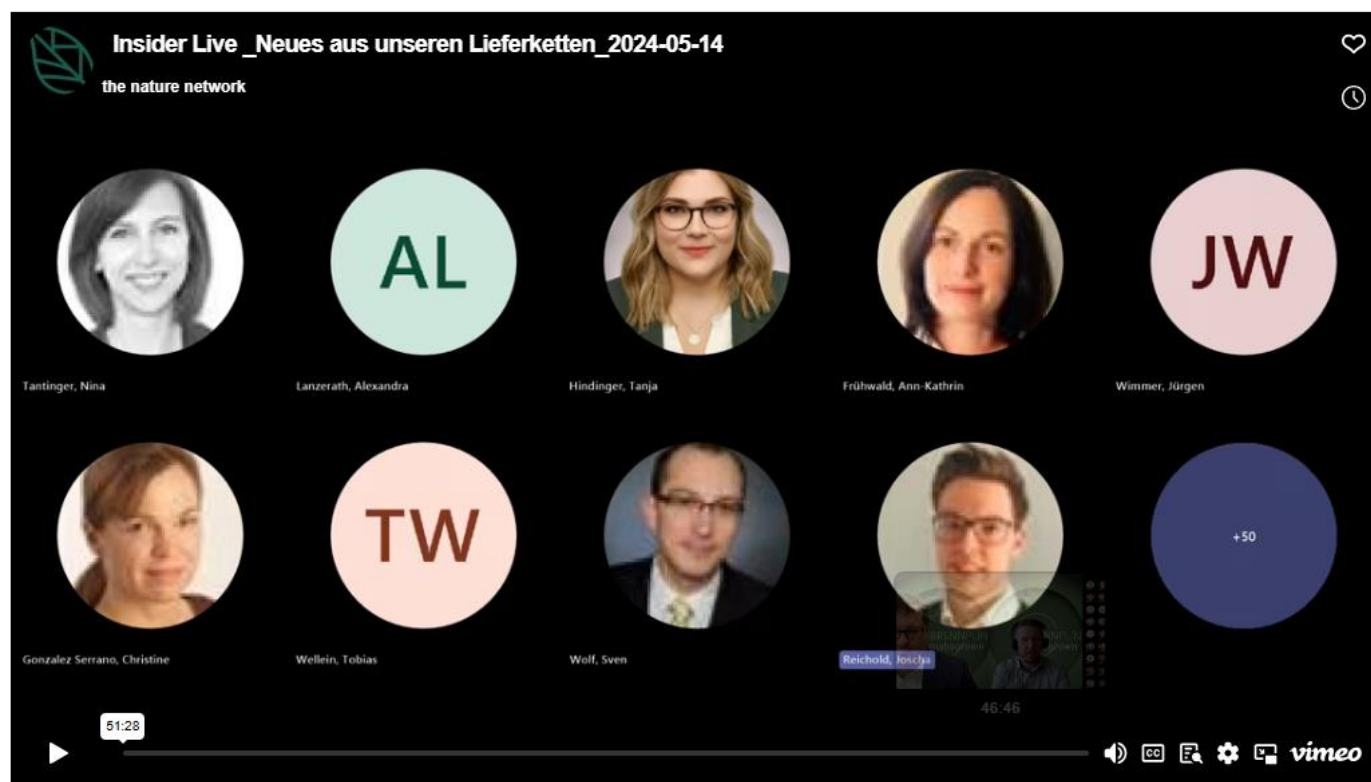 Insider Live _Neues aus unseren Lieferketten_2024-05-14
the nature network
AL
JW
Tantinger, Nina
Lanzerath, Alexandra
Hindinger, Tanja
Frühwald, Ann-Kathrin
Wimmer, Jürgen
TW
+50
Gonzalez Serrano, Christine
Wellein, Tobias
Wolf, Sven
Reichold, Joscha
46:46
51:28
CC
vimeo